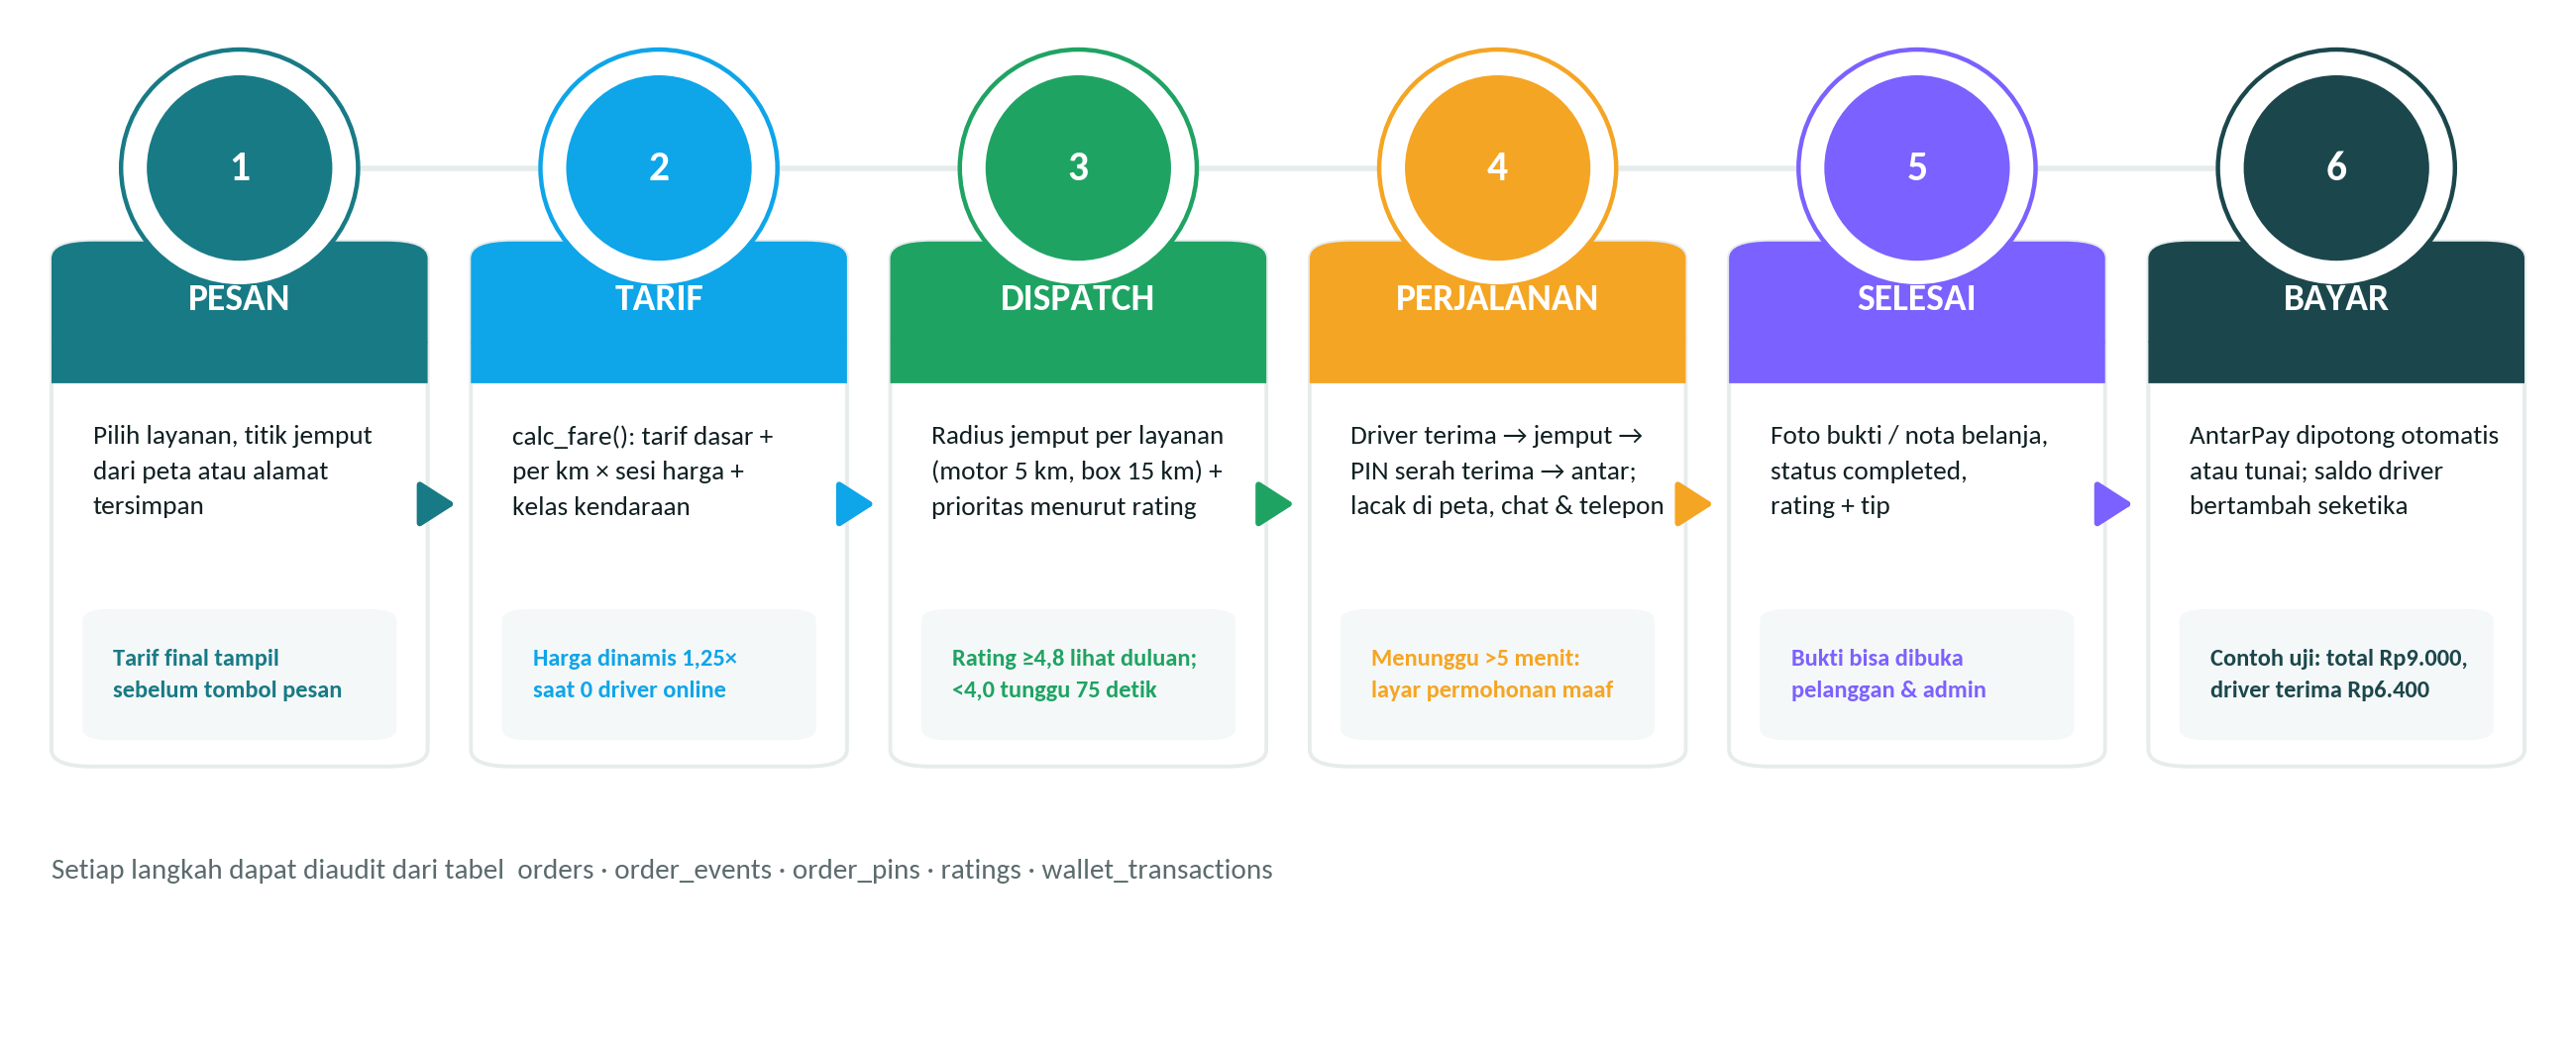 1
PESAN
Pilih layanan, titik jemput
dari peta atau alamat
tersimpan
Tarif final tampil
sebelum tombol pesan
2
TARIF
calc_fare(): tarif dasar +
per km × sesi harga +
kelas kendaraan
Harga dinamis 1,25×
saat 0 driver online
3
DISPATCH
Radius jemput per layanan
(motor 5 km, box 15 km) +
prioritas menurut rating
Rating ≥4,8 lihat duluan;
<4,0 tunggu 75 detik
4
PERJALANAN
Driver terima → jemput →
PIN serah terima → antar;
lacak di peta, chat & telepon
Menunggu >5 menit:
layar permohonan maaf
5
SELESAI
Foto bukti / nota belanja,
status completed,
rating + tip
Bukti bisa dibuka
pelanggan & admin
6
BAYAR
AntarPay dipotong otomatis
atau tunai; saldo driver
bertambah seketika
Contoh uji: total Rp9.000,
driver terima Rp6.400
Setiap langkah dapat diaudit dari tabel  orders · order_events · order_pins · ratings · wallet_transactions